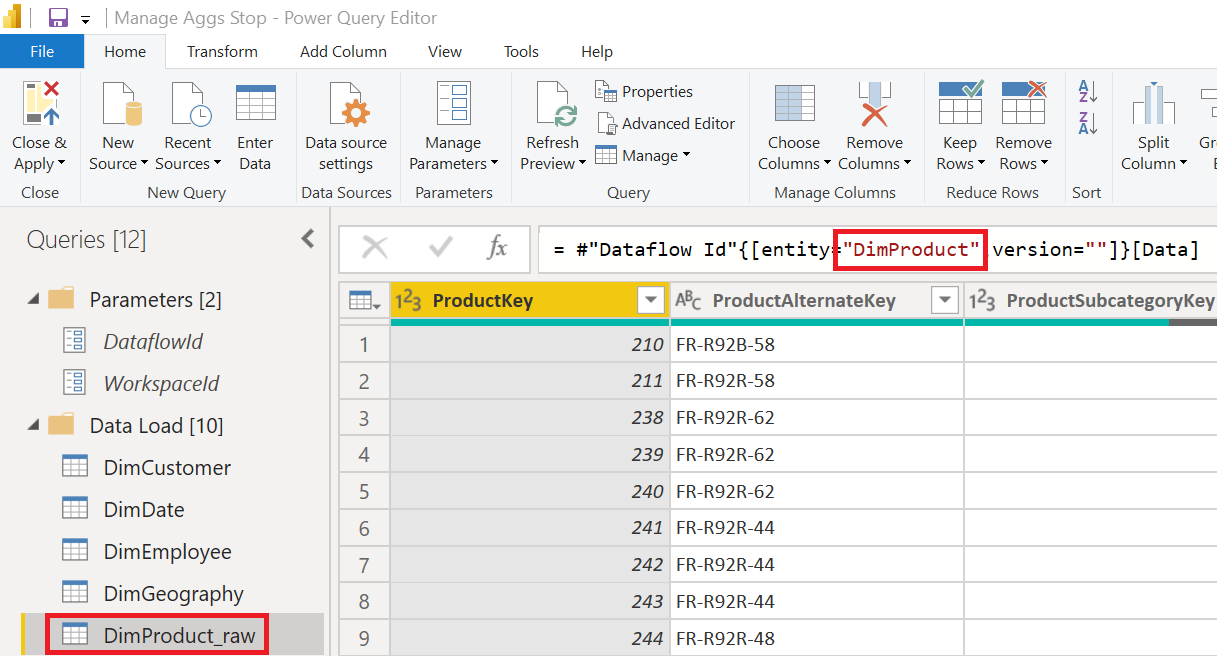 Manage Aggs Stop - Power Query Editor
File Home Transform Add Column View Tools Help
Close & Apply
New Source
Recent Sources
Enter Data
Data source settings
Manage Parameters
Refresh Preview
Properties
Advanced Editor
Manage
Choose Columns
Remove Columns
Keep Rows
Remove Rows
A Z
Z A
Split Column
Close New Query Data Sources Parameters Query Manage Columns Reduce Rows Sort
Queries [12]
fx
= #"Dataflow Id"{[entity="DimProduct",version=""]}[Data]
Parameters [2]
DataflowId
WorkspaceId
Data Load [10]
DimCustomer
DimDate
DimEmployee
DimGeography
DimProduct_raw
123 ProductKey ABC ProductAlternateKey 123 ProductSubcategoryKey
1 210 FR-R92B-58
2 211 FR-R92R-58
3 238 FR-R92R-62
4 239 FR-R92R-62
5 240 FR-R92R-62
6 241 FR-R92R-44
7 242 FR-R92R-44
8 243 FR-R92R-44
9 244 FR-R92R-48